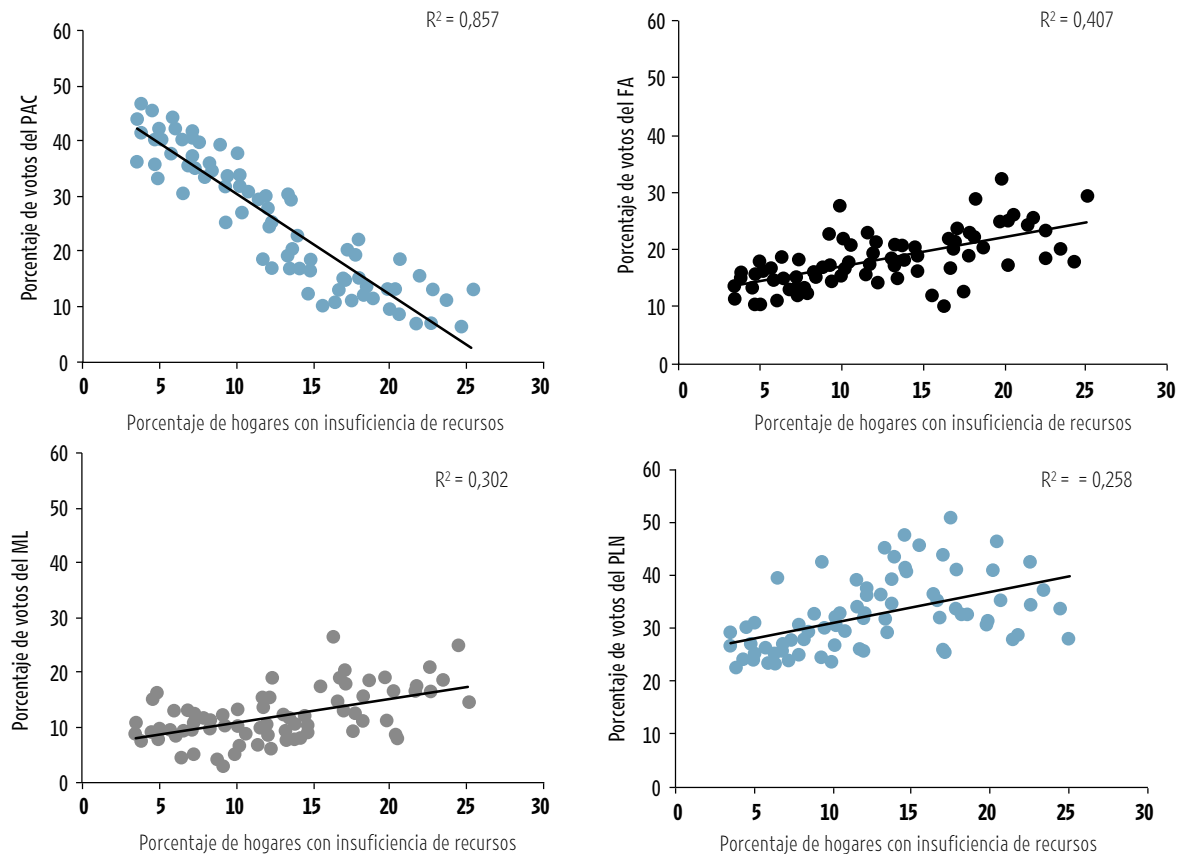 R² = 0,857
Porcentaje de votos del PAC
60
50
40
30
20
10
0
0 5 10 15 20 25 30
Porcentaje de hogares con insuficiencia de recursos
R² = 0,407
Porcentaje de votos del FA
60
50
40
30
20
10
0
0 5 10 15 20 25 30
Porcentaje de hogares con insuficiencia de recursos
R² = 0,302
Porcentaje de votos del ML
60
50
40
30
20
10
0
0 5 10 15 20 25 30
Porcentaje de hogares con insuficiencia de recursos
R² = = 0,258
Porcentaje de votos del PLN
60
50
40
30
20
10
0
0 5 10 15 20 25 30
Porcentaje de hogares con insuficiencia de recursos